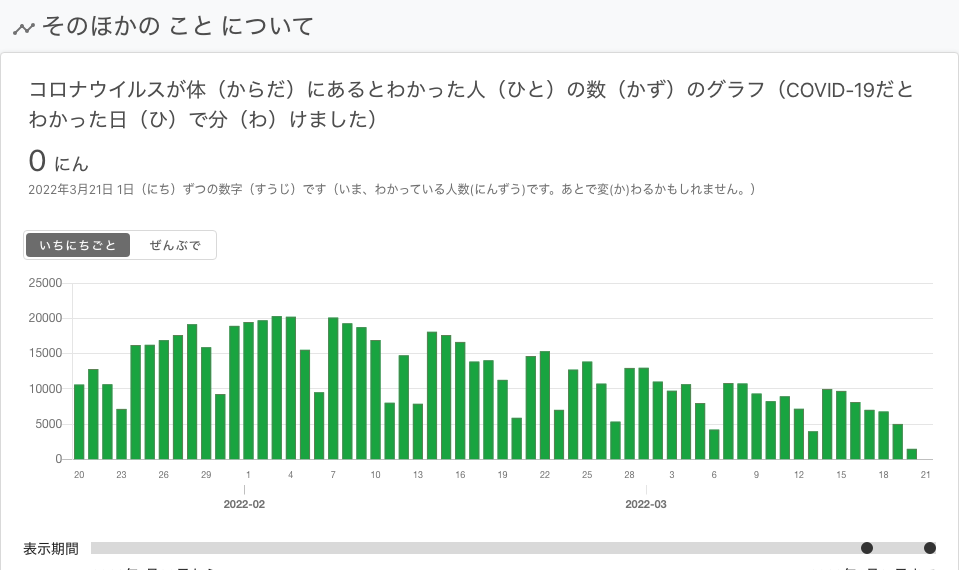 そのほかの こと について
コロナウイルスが体（からだ）にあるとわかった人（ひと）の数（かず）のグラフ（COVID-19だと
わかった日（ひ）で分（わ）けました）
0 にん
2022年3月21日 1日（にち）ずつの数字（すうじ）です（いま、わかっている人数(にんずう)です。あとで変(か)わるかもしれません。）
いちにちごと ぜんぶで
25000
20000
15000
10000
5000
0
20 23 26 29 1 4 7 10 13 16 19 22 25 28 3 6 9 12 15 18 21
2022-02 2022-03
表示期間